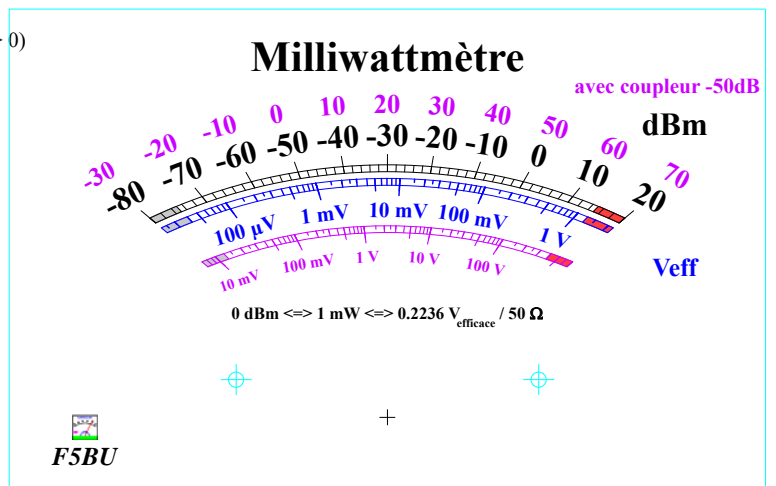 > 0)
Milliwattmètre
avec coupleur -50dB
-30 -20 -10 0 10 20 30 40 50 60 70
dBm
-80 -70 -60 -50 -40 -30 -20 -10 0 10 20
100 µV 1 mV 10 mV 100 mV 1 V
Veff
10 mV 100 mV 1 V 10 V 100 V
0 dBm <=> 1 mW <=> 0.2236 Vefficace / 50 Ω
F5BU